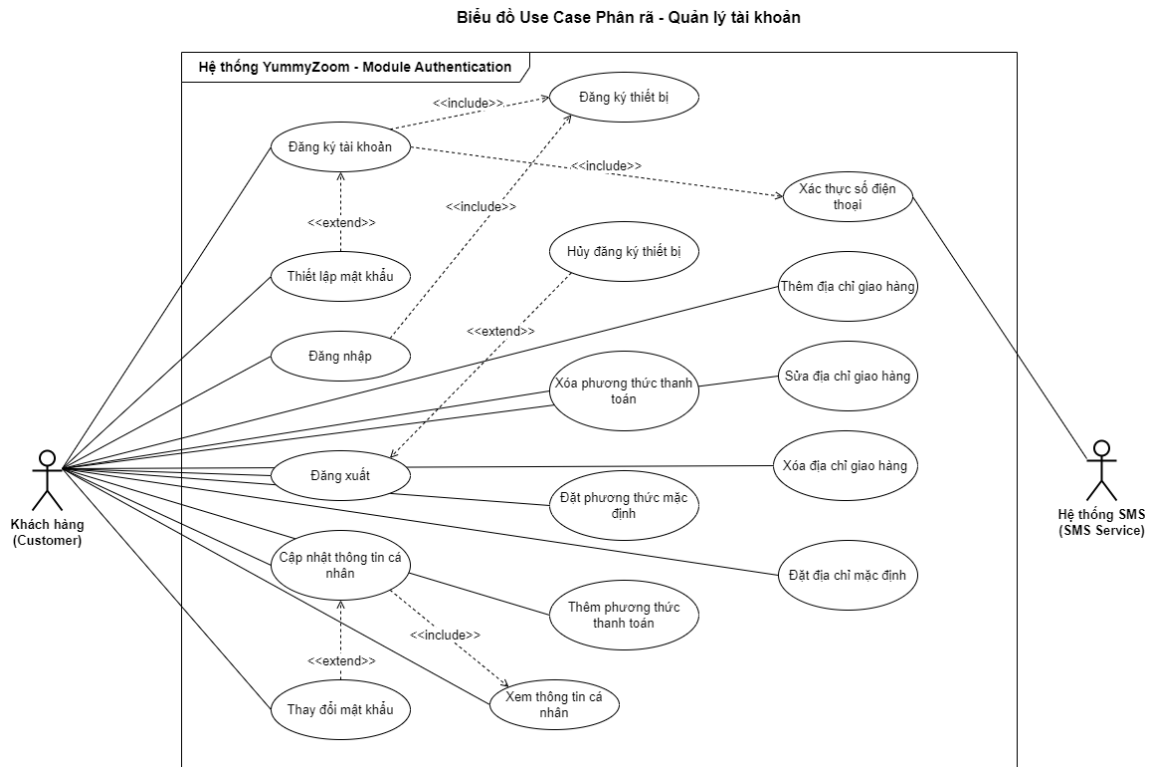 Biểu đồ Use Case Phân rã - Quản lý tài khoản
Hệ thống YummyZoom - Module Authentication
<<include>>
Đăng ký thiết bị
Đăng ký tài khoản
<<include>>
Xác thực số điện
thoại
<<include>>
<<extend>>
Hủy đăng ký thiết bị
Thiết lập mật khẩu
Thêm địa chỉ giao hàng
<<extend>>
Đăng nhập
Xóa phương thức thanh
toán
Sửa địa chỉ giao hàng
Đăng xuất
Xóa địa chỉ giao hàng
Đặt phương thức mặc
định
Khách hàng
(Customer)
Hệ thống SMS
(SMS Service)
Cập nhật thông tin cá
nhân
Đặt địa chỉ mặc định
Thêm phương thức
thanh toán
<<include>>
<<extend>>
Thay đổi mật khẩu
Xem thông tin cá
nhân